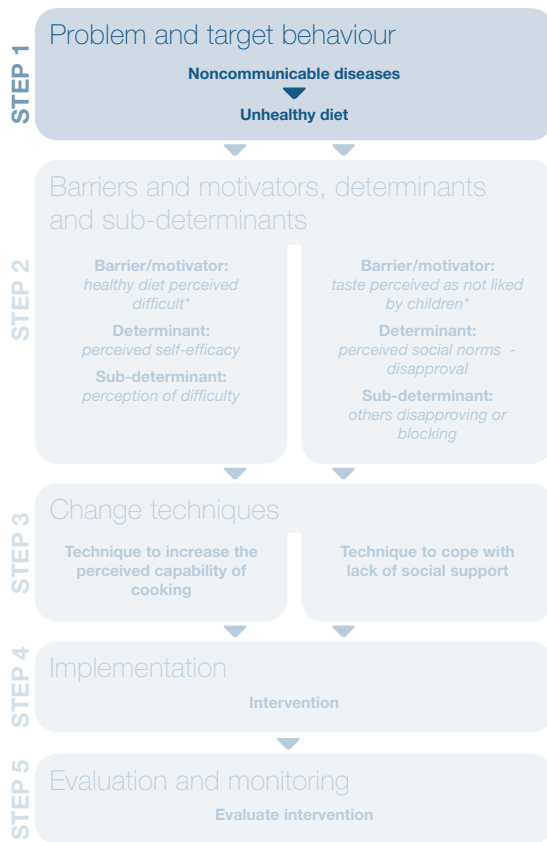 STEP 1
Problem and target behaviour
Noncommunicable diseases
Unhealthy diet
STEP 2
Barriers and motivators, determinants
and sub-determinants
Barrier/motivator:
healthy diet perceived
difficult*
Determinant:
perceived self-efficacy
Sub-determinant:
perception of difficulty
Barrier/motivator:
taste perceived as not liked
by children*
Determinant:
perceived social norms -
disapproval
Sub-determinant:
others disapproving or
blocking
STEP 3
Change techniques
Technique to increase the
perceived capability of
cooking
Technique to cope with
lack of social support
STEP 4
Implementation
Intervention
STEP 5
Evaluation and monitoring
Evaluate intervention